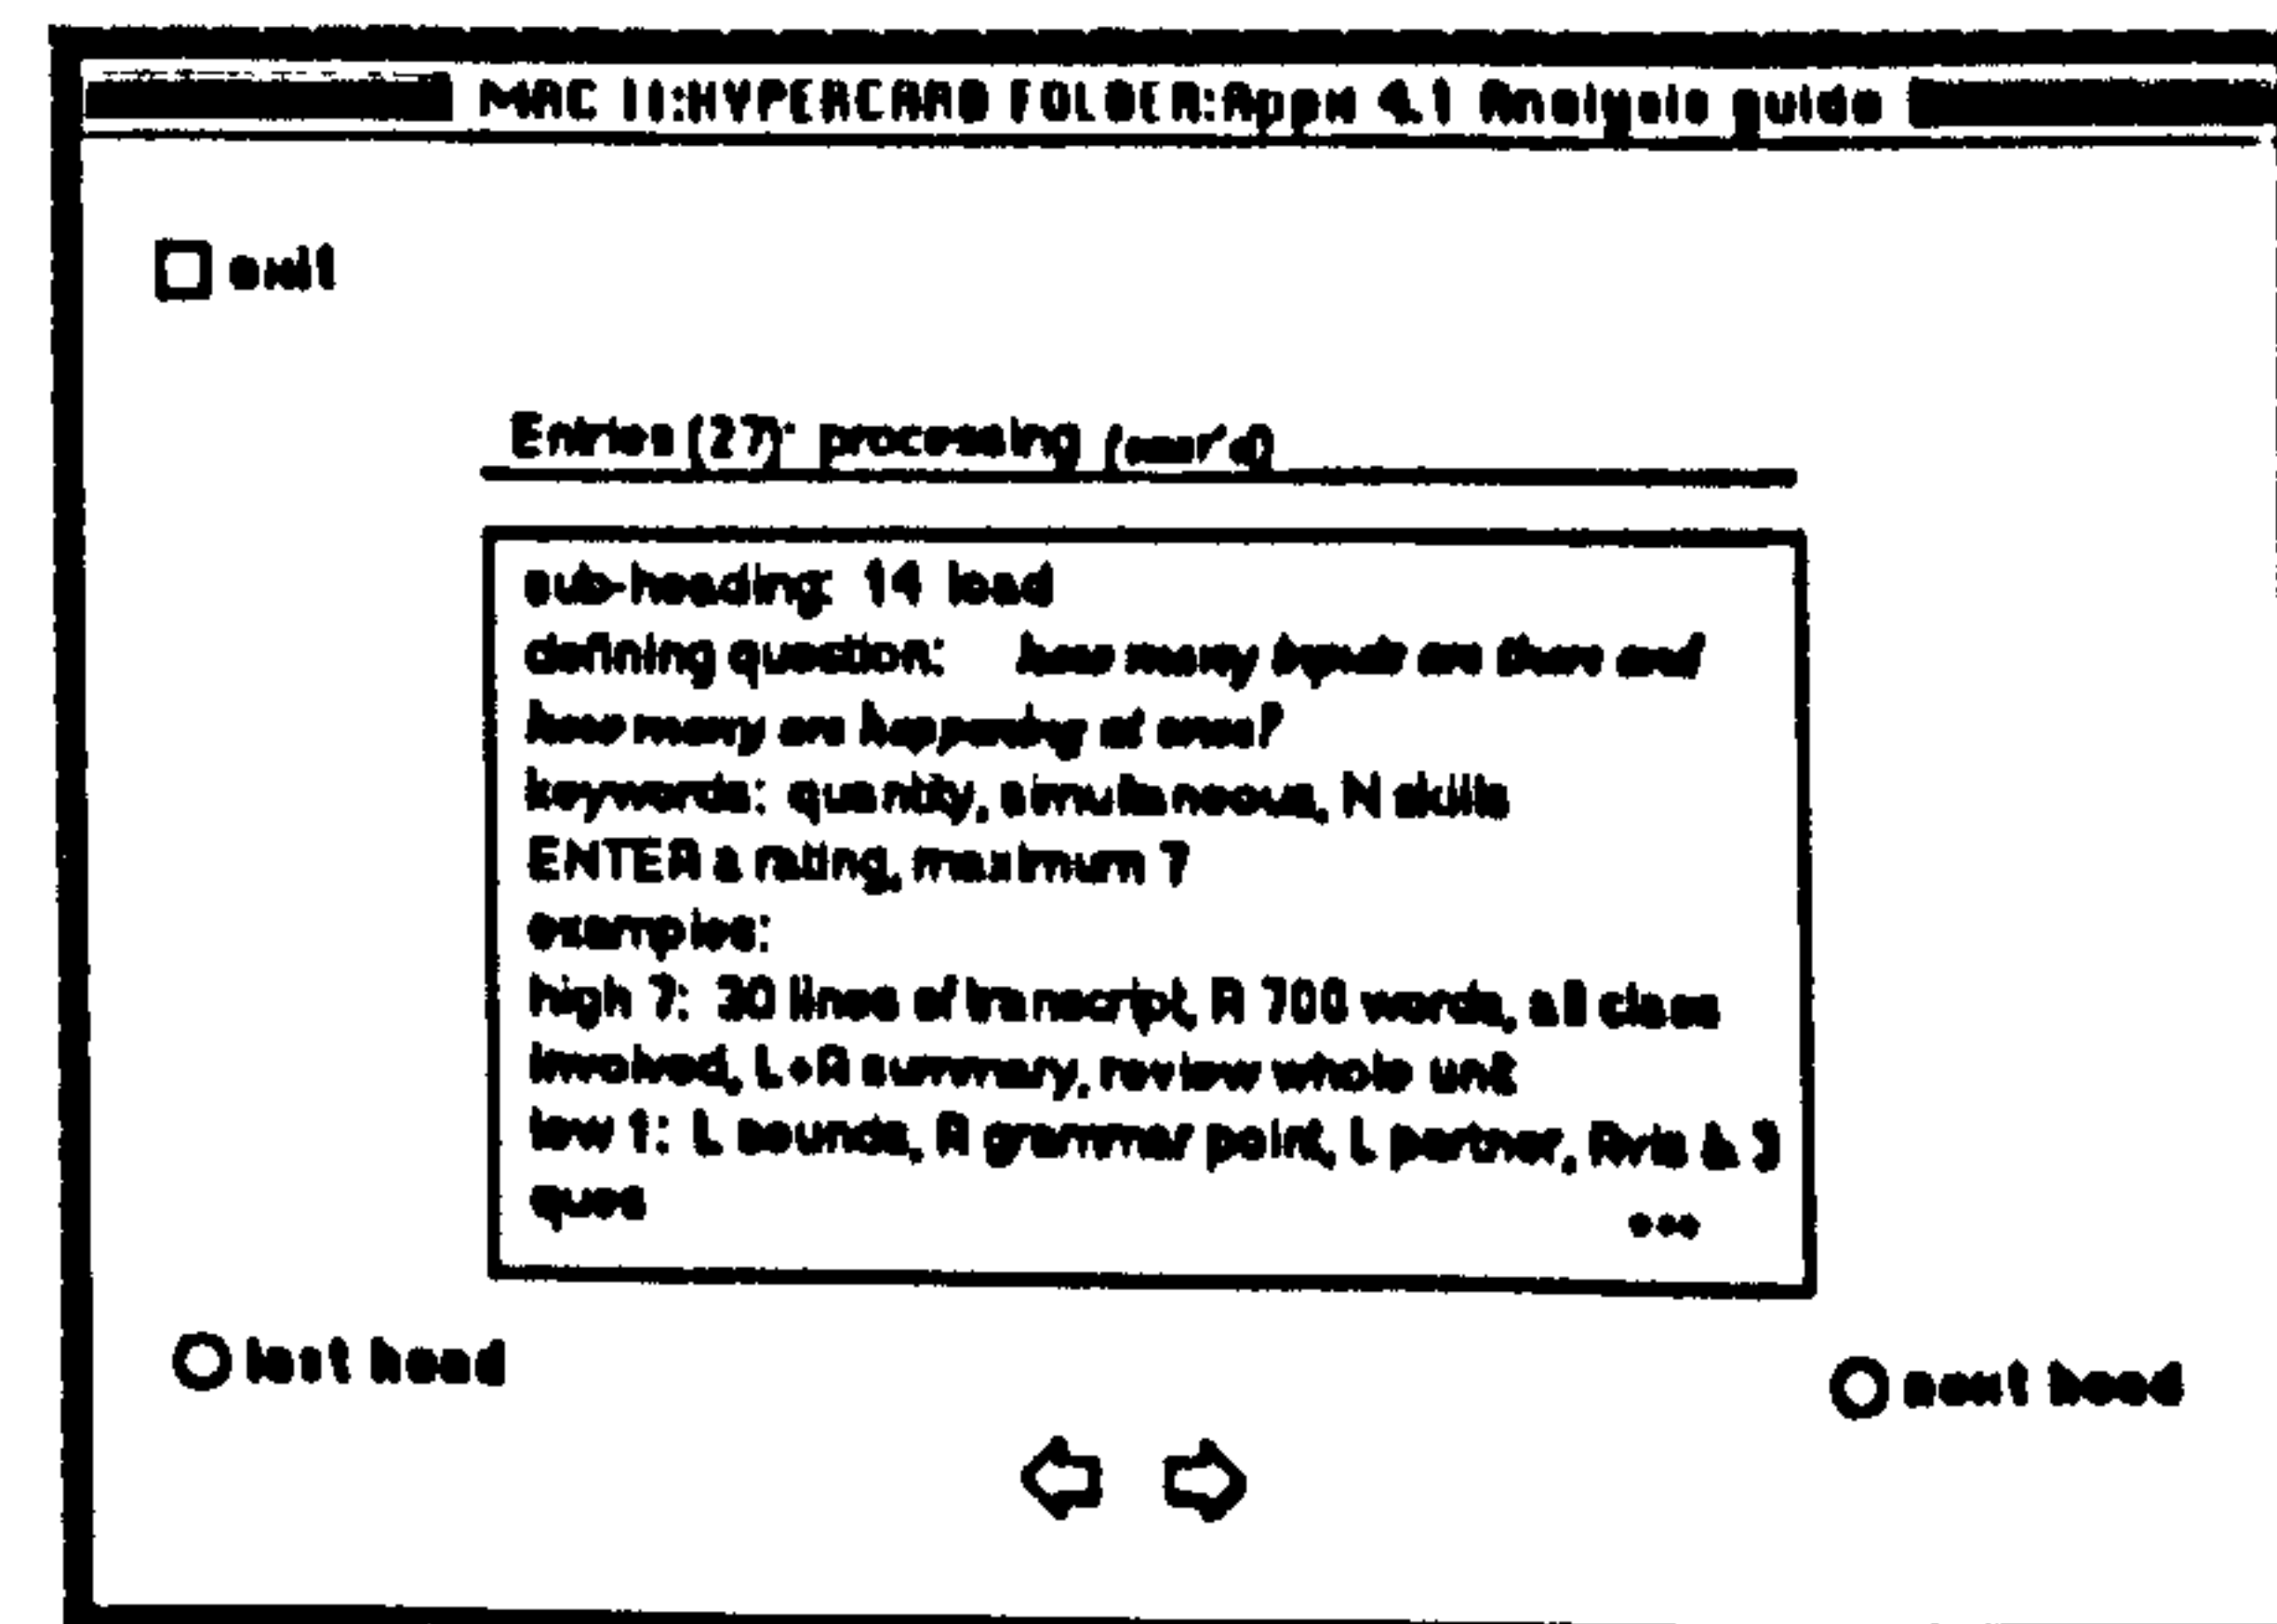 MAC II:HYPERCARD FOLDER:Appx 4.1 Analysis guide
exit
Entries (27): processing (cont'd)
sub-heading: 14 load
defining question: how many inputs are there and
how many are happening at once?
keywords: quantity, simultaneous, N skills
ENTER a rating, maximum 7
examples:
high 7: 30 lines of transcript, R 700 words, all class
involved, L+R summary, review whole unit
low 1: L sounds, R grammar point, L partner, Rvis & 3
ques
...
last head
next head